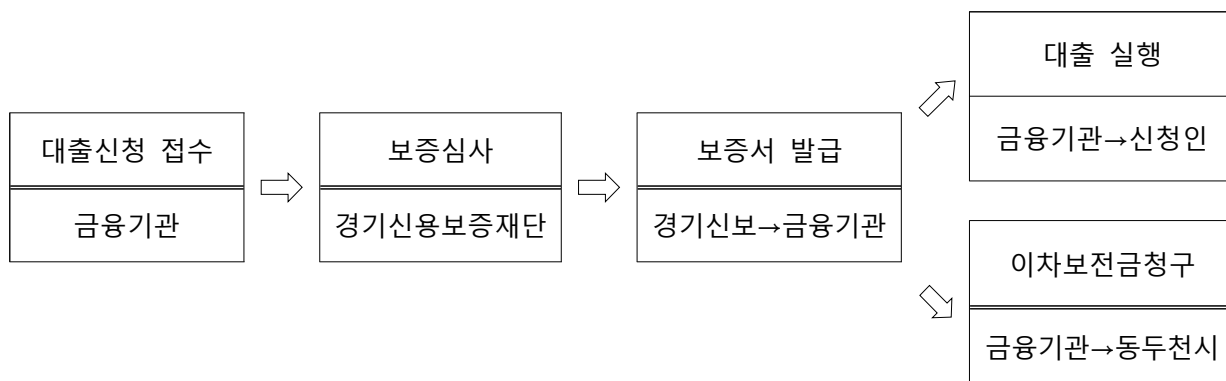 대출신청 접수
금융기관
보증심사
경기신용보증재단
보증서 발급
경기신보→금융기관
대출 실행
금융기관→신청인
이차보전금청구
금융기관→동두천시